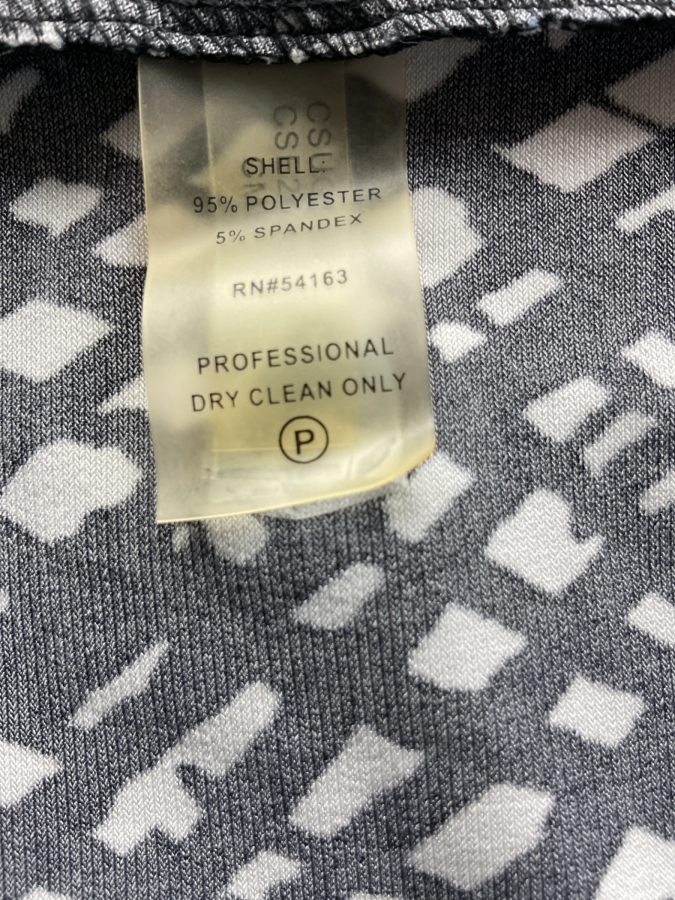 SHELL:
95% POLYESTER
5% SPANDEX
RN#54163
PROFESSIONAL
DRY CLEAN ONLY
P